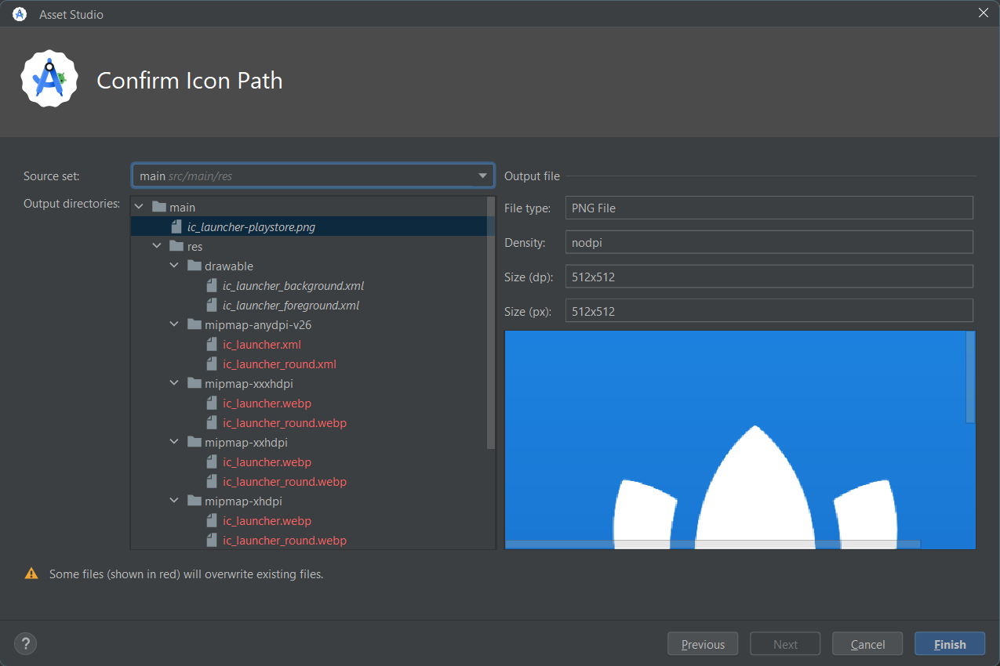 Asset Studio
Confirm Icon Path
Source set:
main src/main/res
Output directories:
main
ic_launcher-playstore.png
res
drawable
ic_launcher_background.xml
ic_launcher_foreground.xml
mipmap-anydpi-v26
ic_launcher.xml
ic_launcher_round.xml
mipmap-xxxhdpi
ic_launcher.webp
ic_launcher_round.webp
mipmap-xxhdpi
ic_launcher.webp
ic_launcher_round.webp
mipmap-xhdpi
ic_launcher.webp
ic_launcher_round.webp
Output file
File type: PNG File
Density: nodpi
Size (dp): 512x512
Size (px): 512x512
Some files (shown in red) will overwrite existing files.
?
Previous
Next
Cancel
Finish